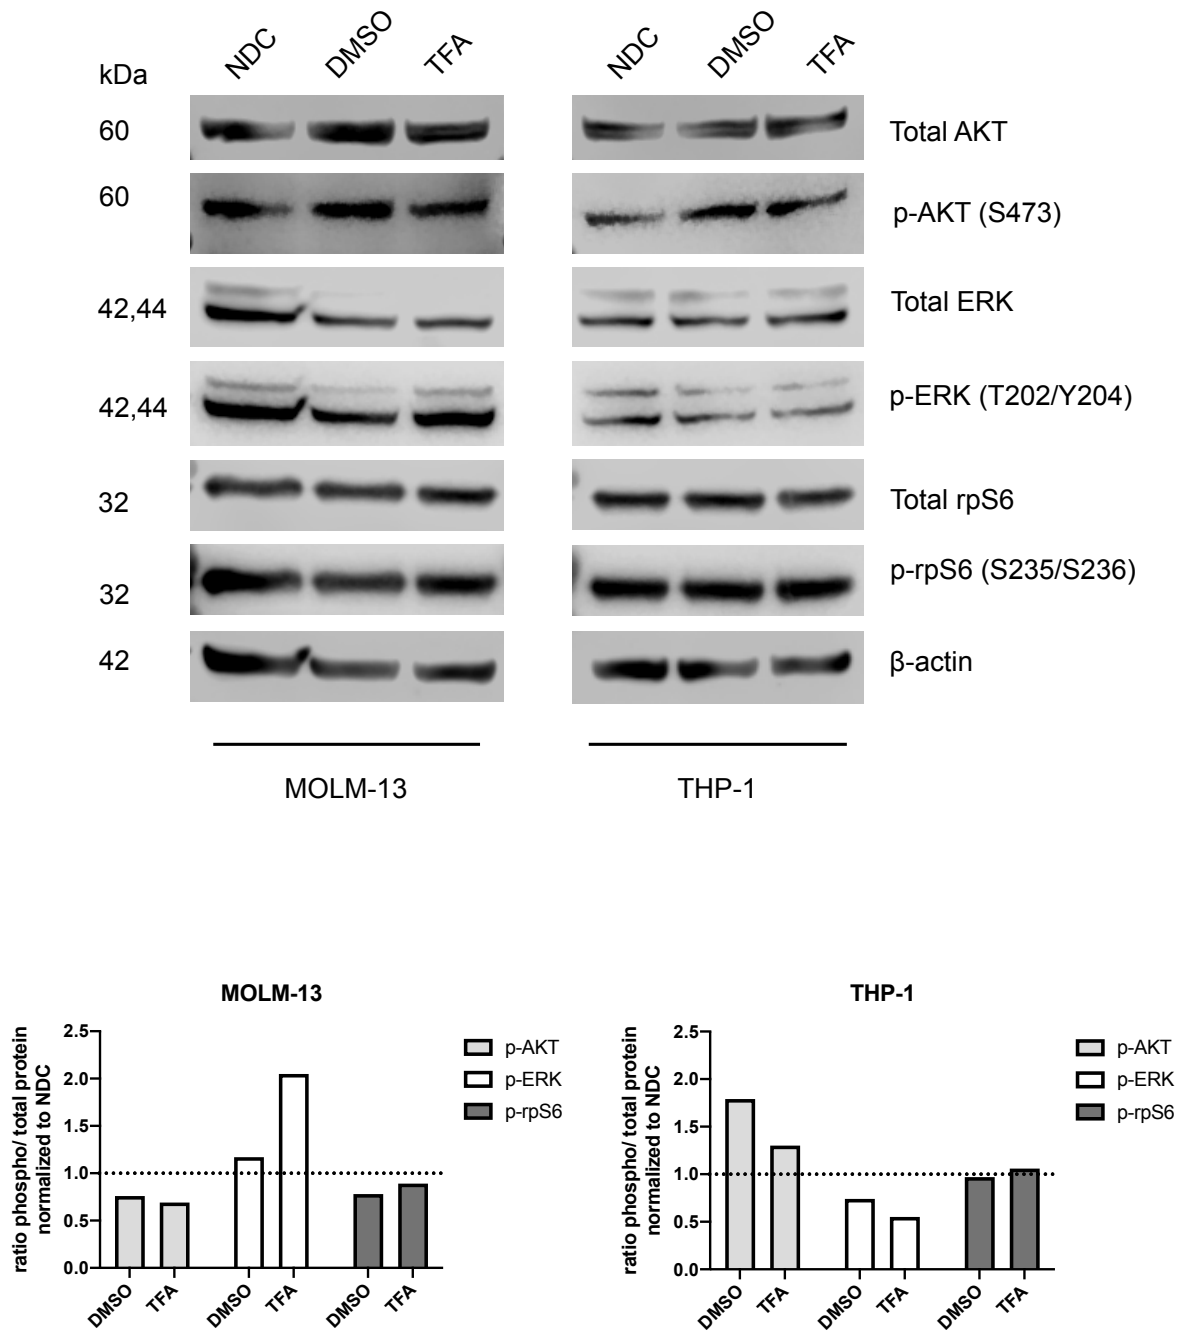 NDC DMSO TFA NDC DMSO TFA
kDa
60 Total AKT
60 p-AKT (S473)
42,44 Total ERK
42,44 p-ERK (T202/Y204)
32 Total rpS6
32 p-rpS6 (S235/S236)
42 β-actin
MOLM-13 THP-1
MOLM-13
ratio phospho/ total protein
normalized to NDC
2.5
2.0
1.5
1.0
0.5
0.0
DMSO TFA DMSO TFA DMSO TFA
p-AKT
p-ERK
p-rpS6
THP-1
ratio phospho/ total protein
normalized to NDC
2.5
2.0
1.5
1.0
0.5
0.0
DMSO TFA DMSO TFA DMSO TFA
p-AKT
p-ERK
p-rpS6